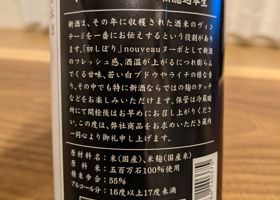 無濾過本生
新酒は、その年に収穫された酒米のヴィン
テージを一番にお伝えするという役割があり
ます。「初しぼり」nouveauヌーボとして新酒
のフレッシュ感、温度が上がるにつれ膨らん
でくる甘味、若い白ブドウやライチの様な香
り、その中でも特に新酒ならではの麹のタッチ
などをお楽しみいただけます。保管は冷蔵暗
所にて開栓後はお早めにお召し上がりくださ
い。この度は、弊社商品をお求めいただき蔵内
一同心より御礼申し上げます。
原材料名：米(国産)、米麹(国産米)
原料米：五百万石100%使用
精米歩合：55%
アルコール分：16度以上17度未満